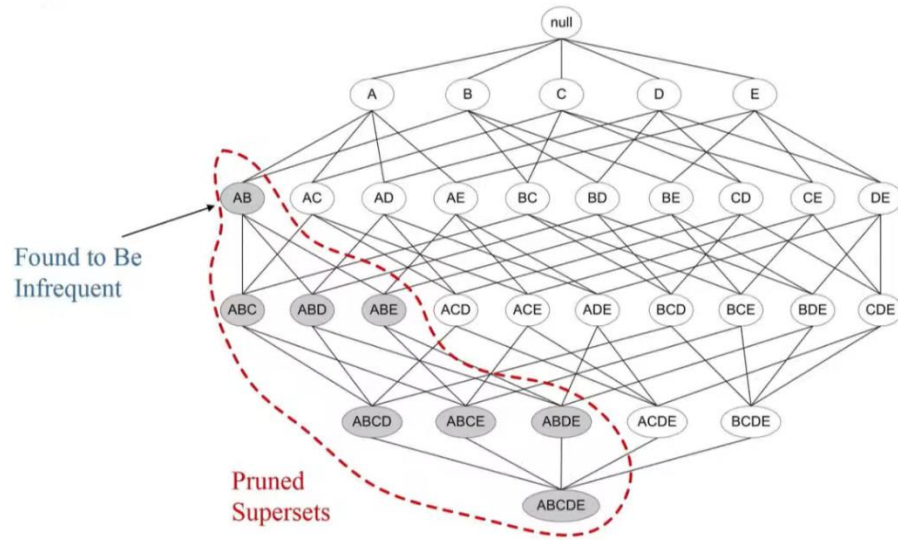 null
A B C D E
AB AC AD AE BC BD BE CD CE DE
Found to Be
Infrequent
ABC ABD ABE ACD ACE ADE BCD BCE BDE CDE
ABCD ABCE ABDE ACDE BCDE
Pruned
Supersets
ABCDE